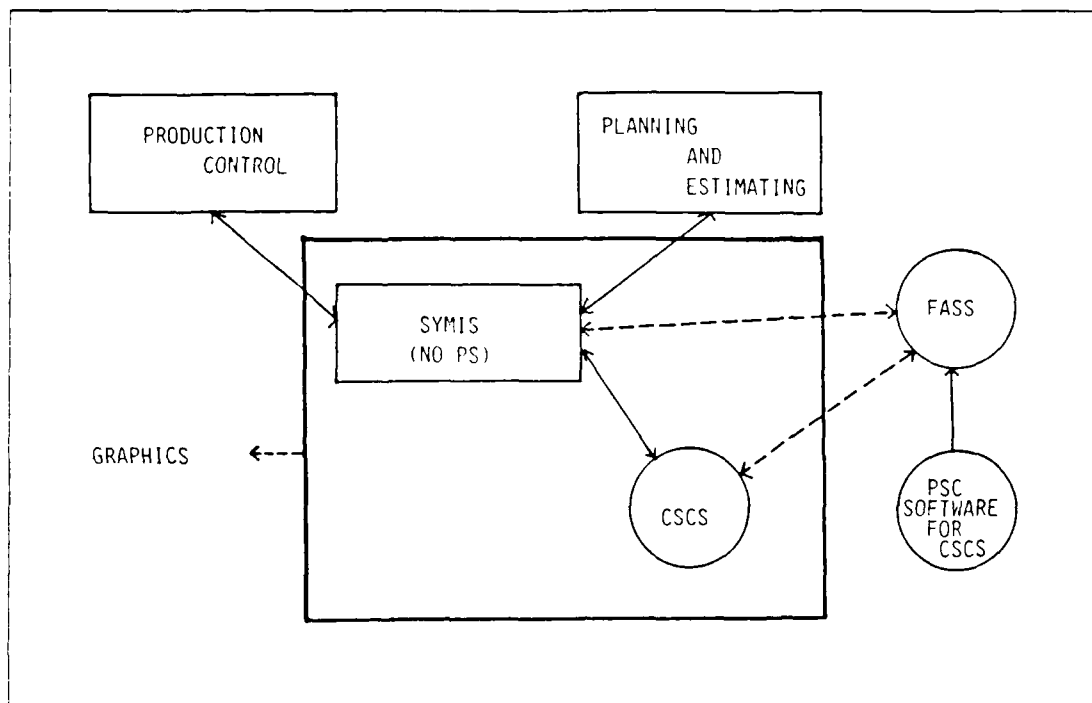 PRODUCTION
CONTROL
PLANNING
AND
ESTIMATING
SYMIS
(NO PS)
FASS
GRAPHICS
CSCS
PSC
SOFTWARE
FOR
CSCS